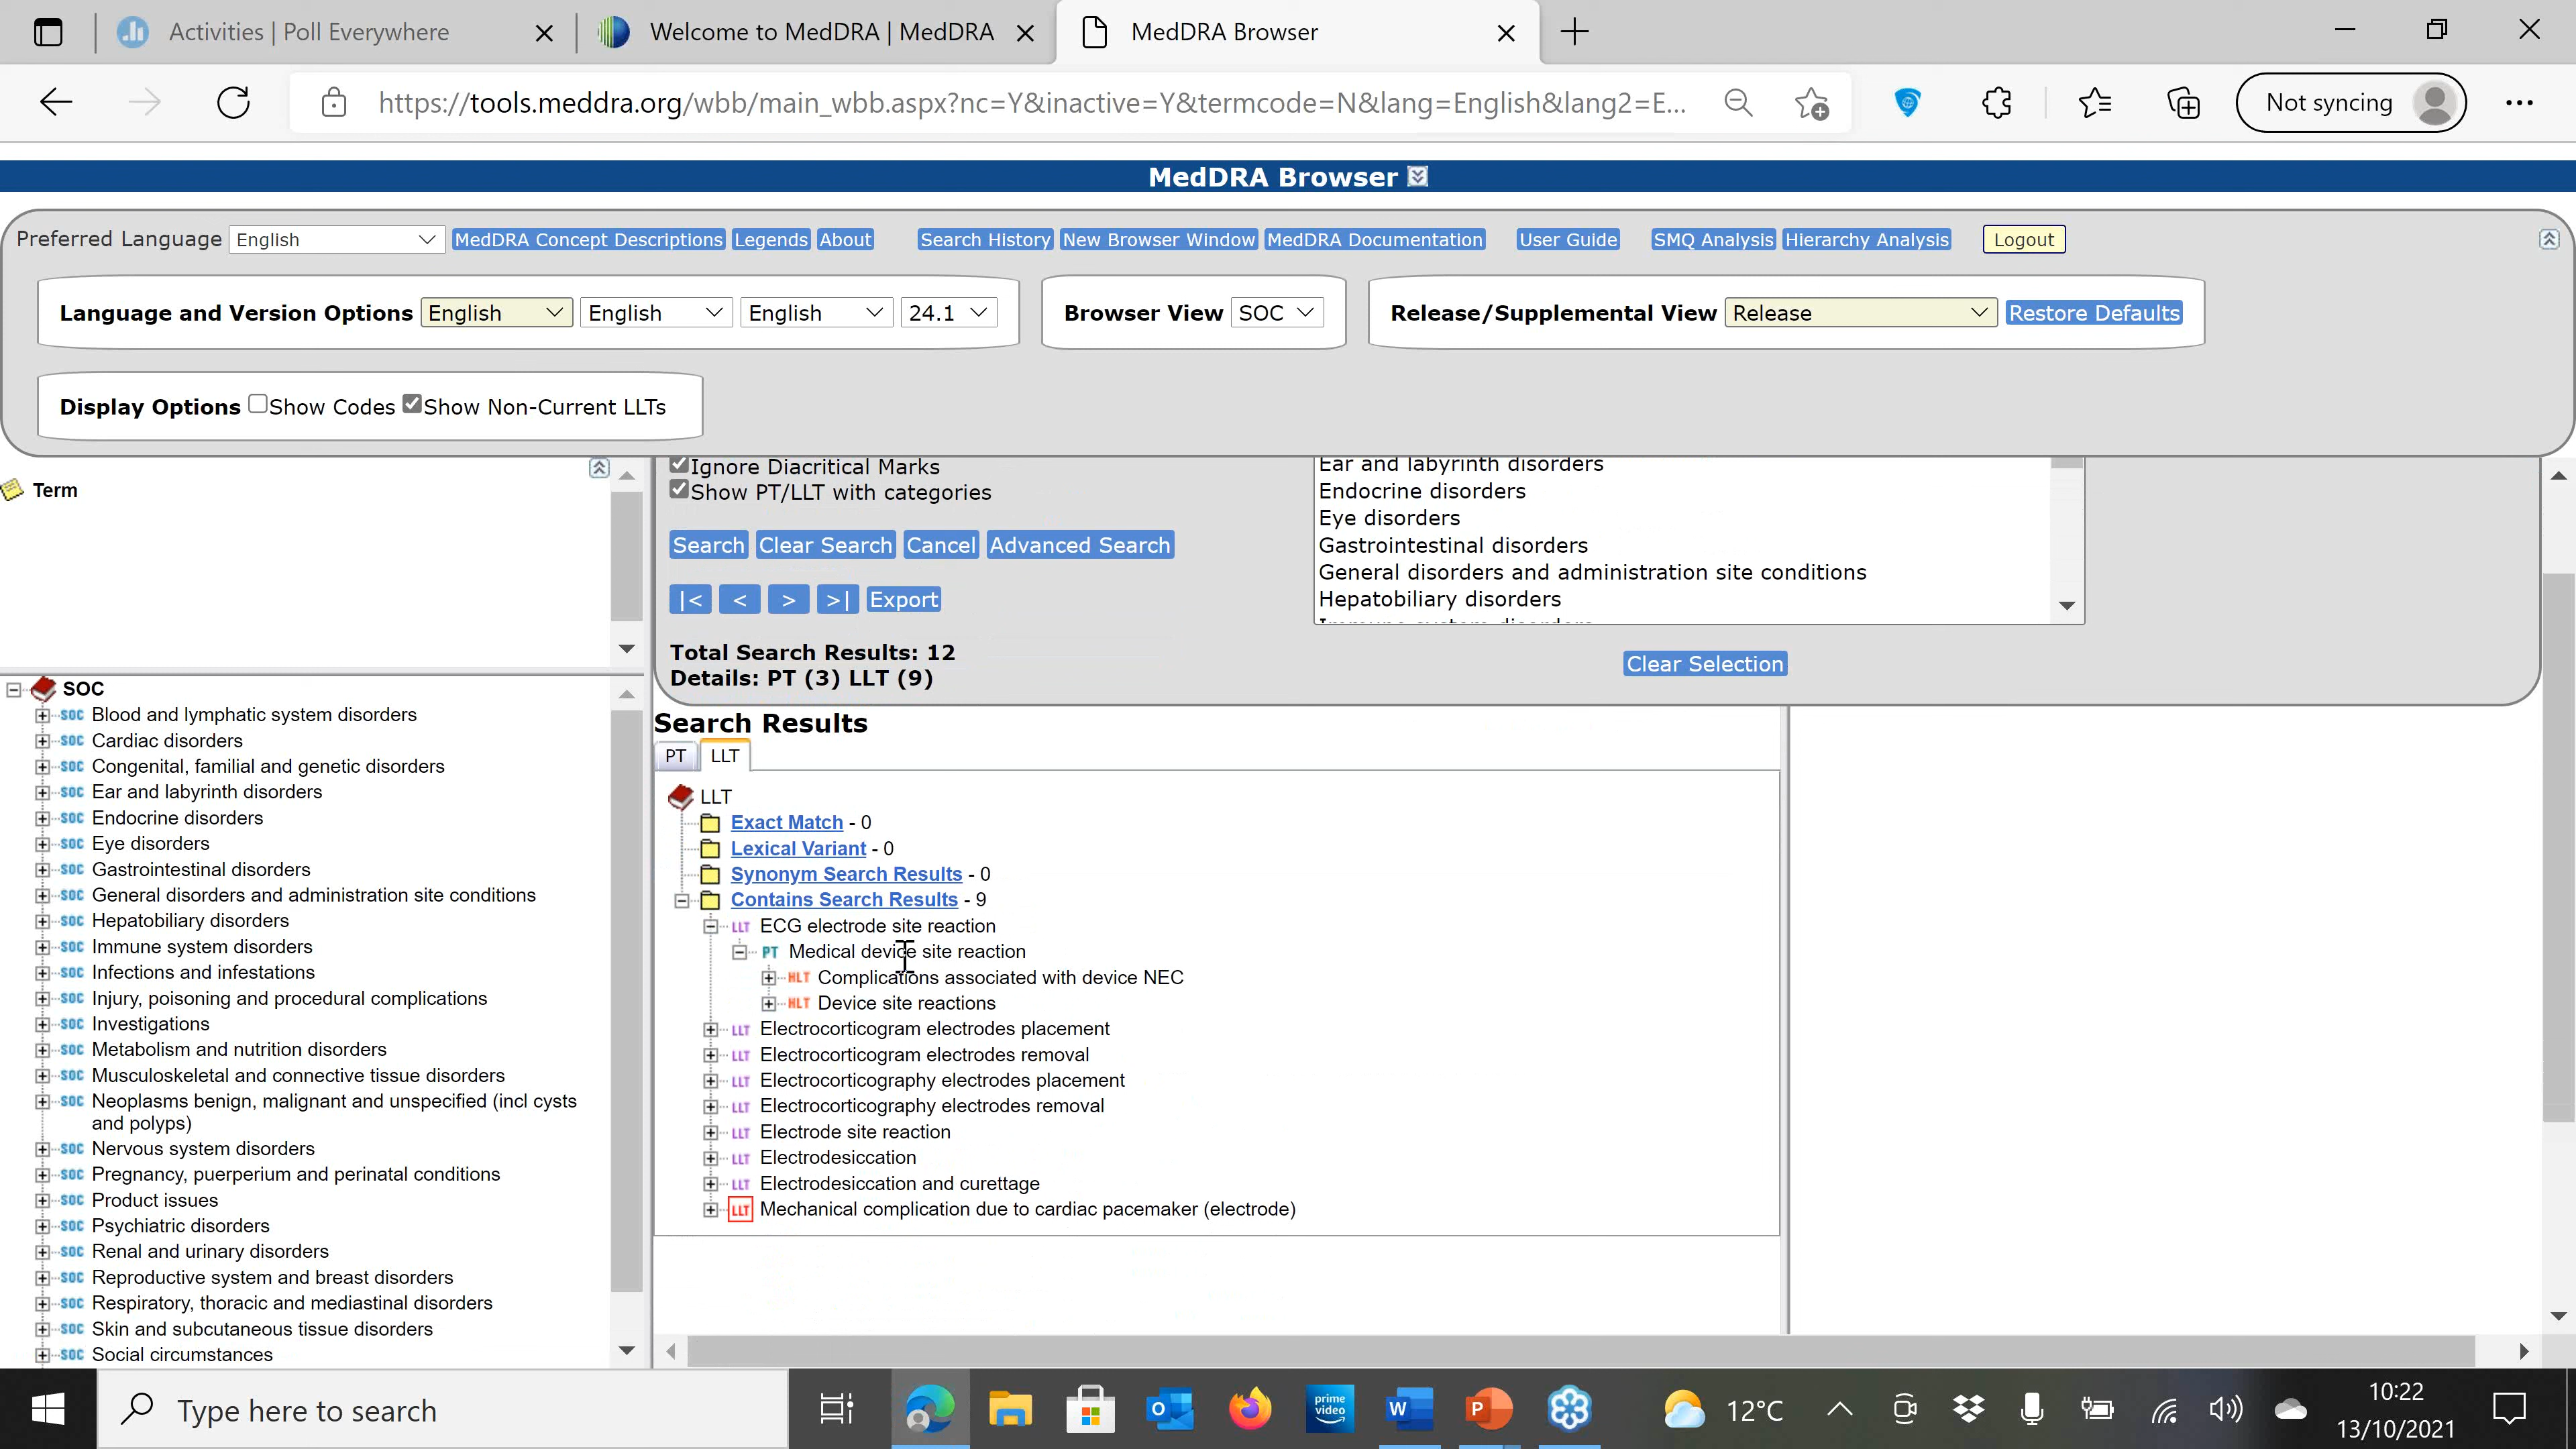 Activities | Poll Everywhere
Welcome to MedDRA | MedDRA
MedDRA Browser
https://tools.meddra.org/wbb/main_wbb.aspx?nc=Y&inactive=Y&termcode=N&lang=English&lang2=E...
Not syncing
MedDRA Browser
Preferred Language English MedDRA Concept Descriptions Legends About Search History New Browser Window MedDRA Documentation User Guide SMQ Analysis Hierarchy Analysis Logout
Language and Version Options English English English 24.1 Browser View SOC Release/Supplemental View Release Restore Defaults
Display Options Show Codes Show Non-Current LLTs
Term
SOC
SOC Blood and lymphatic system disorders
SOC Cardiac disorders
SOC Congenital, familial and genetic disorders
SOC Ear and labyrinth disorders
SOC Endocrine disorders
SOC Eye disorders
SOC Gastrointestinal disorders
SOC General disorders and administration site conditions
SOC Hepatobiliary disorders
SOC Immune system disorders
SOC Infections and infestations
SOC Injury, poisoning and procedural complications
SOC Investigations
SOC Metabolism and nutrition disorders
SOC Musculoskeletal and connective tissue disorders
SOC Neoplasms benign, malignant and unspecified (incl cysts
and polyps)
SOC Nervous system disorders
SOC Pregnancy, puerperium and perinatal conditions
SOC Product issues
SOC Psychiatric disorders
SOC Renal and urinary disorders
SOC Reproductive system and breast disorders
SOC Respiratory, thoracic and mediastinal disorders
SOC Skin and subcutaneous tissue disorders
SOC Social circumstances
Ignore Diacritical Marks
Show PT/LLT with categories
Search Clear Search Cancel Advanced Search
|< < > >| Export
Total Search Results: 12
Details: PT (3) LLT (9)
Ear and labyrinth disorders
Endocrine disorders
Eye disorders
Gastrointestinal disorders
General disorders and administration site conditions
Hepatobiliary disorders
Immune system disorders
Clear Selection
Search Results
PT LLT
LLT
Exact Match - 0
Lexical Variant - 0
Synonym Search Results - 0
Contains Search Results - 9
LLT ECG electrode site reaction
PT Medical device site reaction
HLT Complications associated with device NEC
HLT Device site reactions
LLT Electrocorticogram electrodes placement
LLT Electrocorticogram electrodes removal
LLT Electrocorticography electrodes placement
LLT Electrocorticography electrodes removal
LLT Electrode site reaction
LLT Electrodesiccation
LLT Electrodesiccation and curettage
LLT Mechanical complication due to cardiac pacemaker (electrode)
Type here to search
prime video
12°C
10:22
13/10/2021